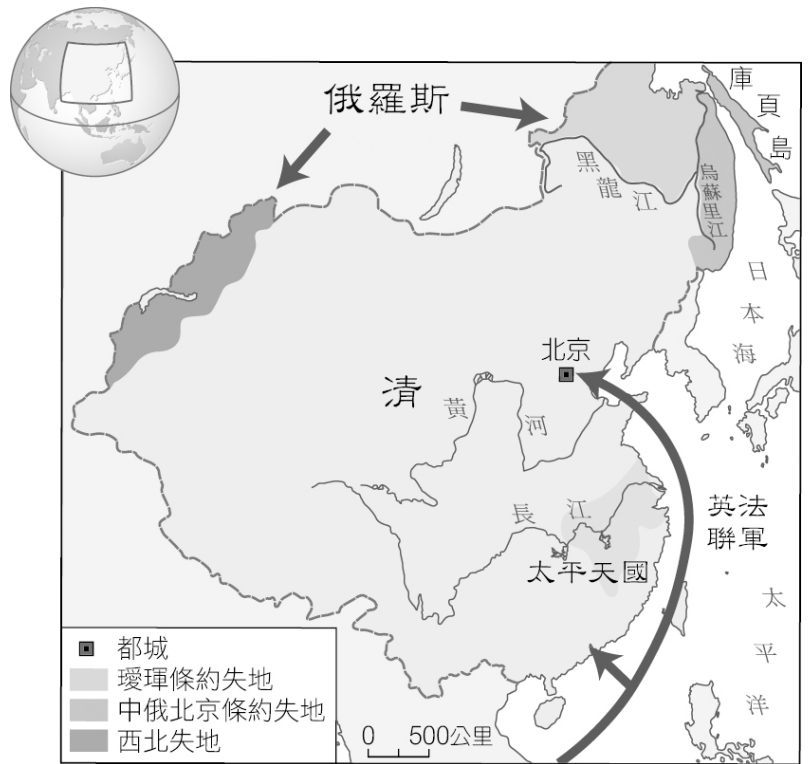 俄羅斯
庫頁島
黑龍江
烏蘇里江
日本海
北京
清
黃河
長江
英法
聯軍
太平天國
太平洋
都城
璦琿條約失地
中俄北京條約失地
西北失地
0 500公里